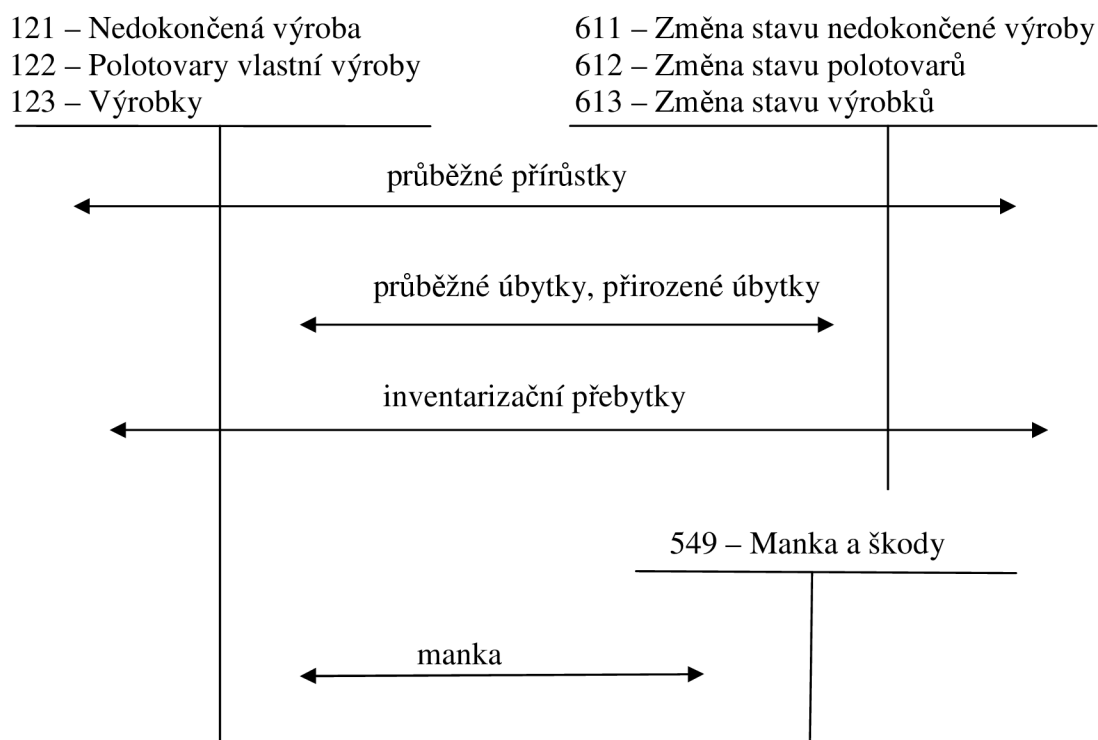 121 – Nedokončená výroba
122 – Polotovary vlastní výroby
123 – Výrobky
611 – Změna stavu nedokončené výroby
612 – Změna stavu polotovarů
613 – Změna stavu výrobků
průběžné přírůstky
průběžné úbytky, přirozené úbytky
inventarizační přebytky
549 – Manka a škody
manka